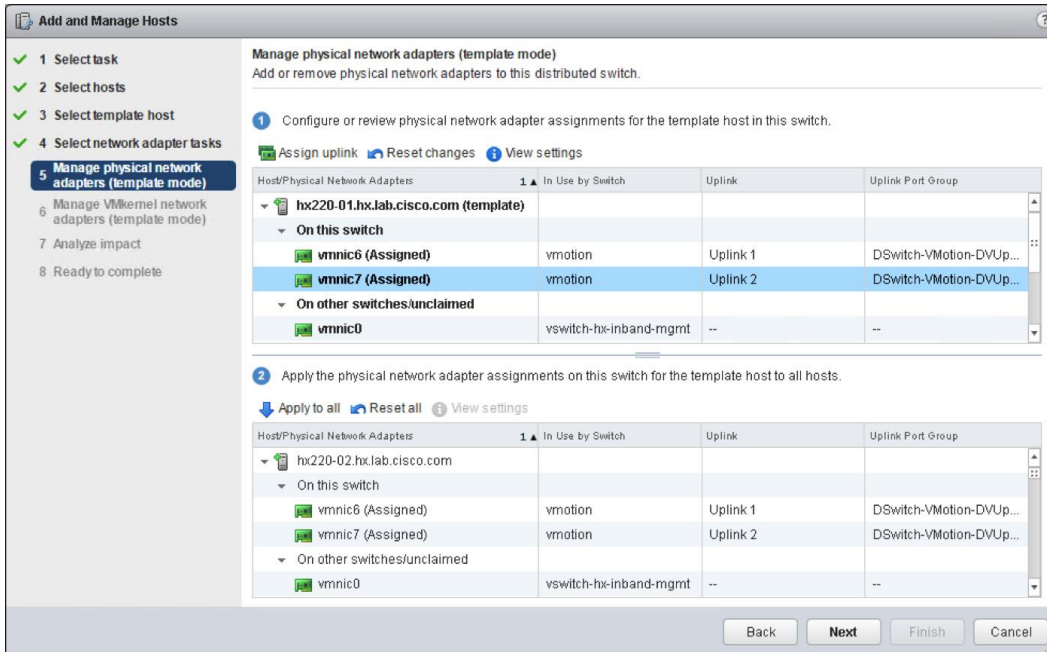 Add and Manage Hosts
?
1 Select task
2 Select hosts
3 Select template host
4 Select network adapter tasks
5 Manage physical network
adapters (template mode)
6 Manage VMkernel network
adapters (template mode)
7 Analyze impact
8 Ready to complete
Manage physical network adapters (template mode)
Add or remove physical network adapters to this distributed switch.
1 Configure or review physical network adapter assignments for the template host in this switch.
Assign uplink Reset changes View settings
Host/Physical Network Adapters 1 ▲ In Use by Switch Uplink Uplink Port Group
hx220-01.hx.lab.cisco.com (template)
On this switch
vmnic6 (Assigned) vmotion Uplink 1 DSwitch-VMotion-DVUp...
vmnic7 (Assigned) vmotion Uplink 2 DSwitch-VMotion-DVUp...
On other switches/unclaimed
vmnic0 vswitch-hx-inband-mgmt -- --
2 Apply the physical network adapter assignments on this switch for the template host to all hosts.
Apply to all Reset all View settings
Host/Physical Network Adapters 1 ▲ In Use by Switch Uplink Uplink Port Group
hx220-02.hx.lab.cisco.com
On this switch
vmnic6 (Assigned) vmotion Uplink 1 DSwitch-VMotion-DVUp...
vmnic7 (Assigned) vmotion Uplink 2 DSwitch-VMotion-DVUp...
On other switches/unclaimed
vmnic0 vswitch-hx-inband-mgmt -- --
Back Next Finish Cancel